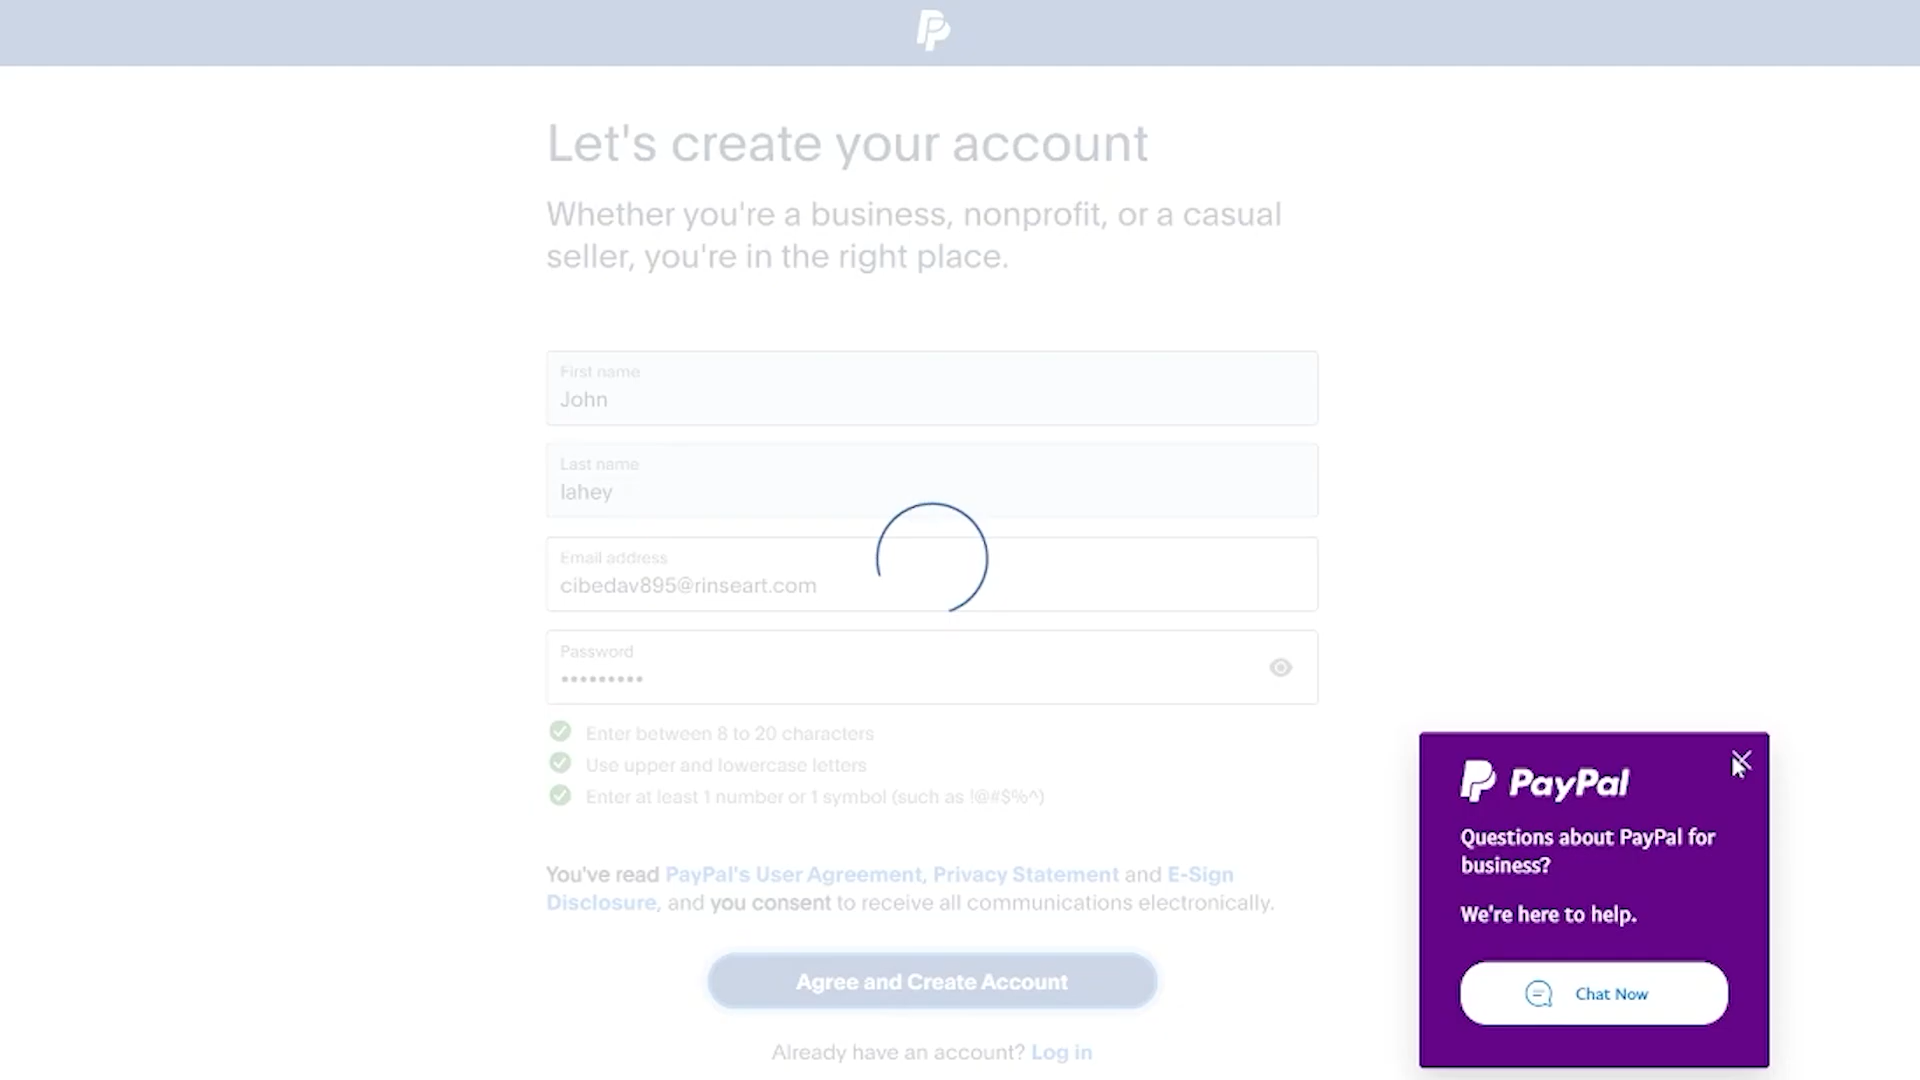 Let's create your account
Whether you're a business, nonprofit, or a casual
seller, you're in the right place.
First name
John
Last name
lahey
Email address
cibedav895@rinseart.com
Password
•••••••••
Enter between 8 to 20 characters
Use upper and lowercase letters
Enter at least 1 number or 1 symbol (such as !@#$%^)
You've read PayPal's User Agreement, Privacy Statement and E-Sign
Disclosure, and you consent to receive all communications electronically.
Agree and Create Account
Already have an account? Log in
PayPal
Questions about PayPal for
business?
We're here to help.
Chat Now